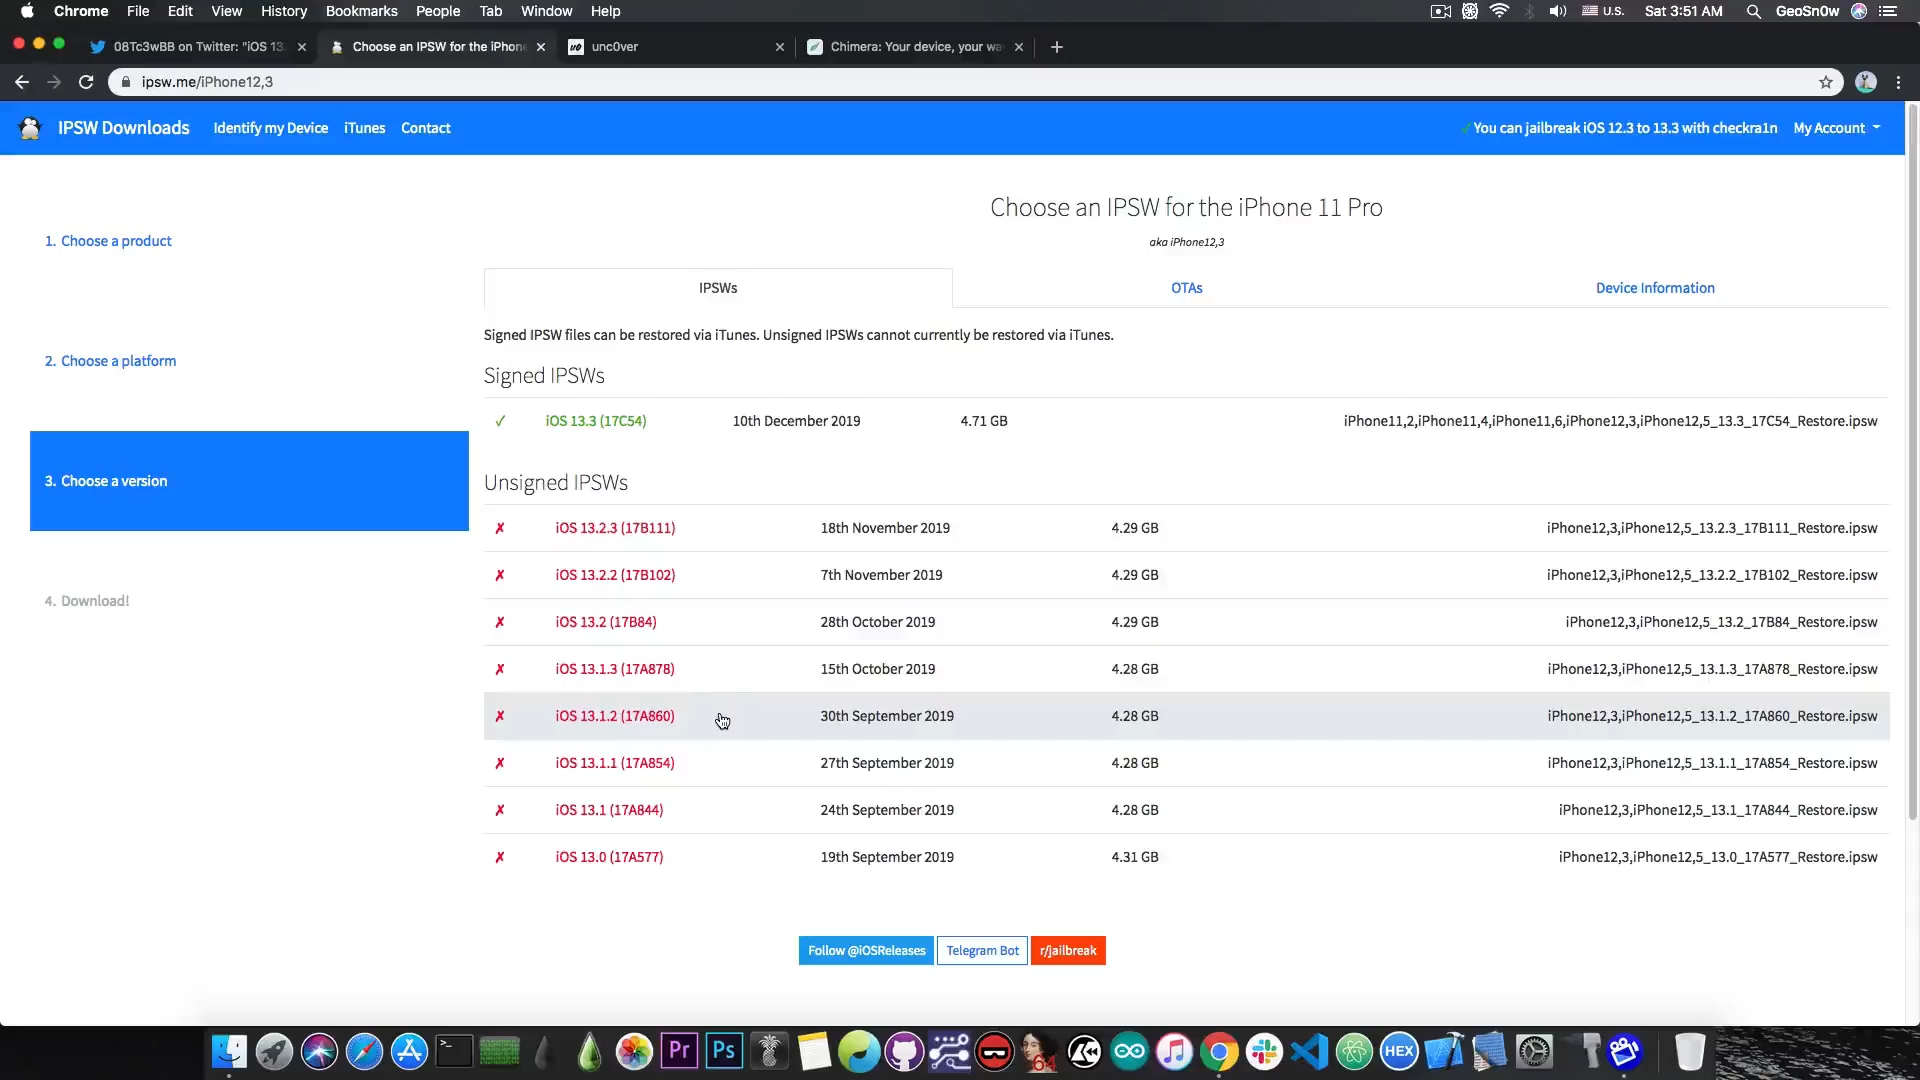 Chrome File Edit View History Bookmarks People Tab Window Help U.S. Sat 3:51 AM GeoSn0w
08Tc3wBB on Twitter: "iOS 13. Choose an IPSW for the iPhone unc0ver Chimera: Your device, your wa
ipsw.me/iPhone12,3
IPSW Downloads Identify my Device iTunes Contact You can jailbreak iOS 12.3 to 13.3 with checkra1n My Account
Choose an IPSW for the iPhone 11 Pro
aka iPhone12,3
1. Choose a product
2. Choose a platform
3. Choose a version
4. Download!
IPSWs OTAs Device Information
Signed IPSW files can be restored via iTunes. Unsigned IPSWs cannot currently be restored via iTunes.
Signed IPSWs
✓ iOS 13.3 (17C54) 10th December 2019 4.71 GB iPhone11,2,iPhone11,4,iPhone11,6,iPhone12,3,iPhone12,5_13.3_17C54_Restore.ipsw
Unsigned IPSWs
✗ iOS 13.2.3 (17B111) 18th November 2019 4.29 GB iPhone12,3,iPhone12,5_13.2.3_17B111_Restore.ipsw
✗ iOS 13.2.2 (17B102) 7th November 2019 4.29 GB iPhone12,3,iPhone12,5_13.2.2_17B102_Restore.ipsw
✗ iOS 13.2 (17B84) 28th October 2019 4.29 GB iPhone12,3,iPhone12,5_13.2_17B84_Restore.ipsw
✗ iOS 13.1.3 (17A878) 15th October 2019 4.28 GB iPhone12,3,iPhone12,5_13.1.3_17A878_Restore.ipsw
✗ iOS 13.1.2 (17A860) 30th September 2019 4.28 GB iPhone12,3,iPhone12,5_13.1.2_17A860_Restore.ipsw
✗ iOS 13.1.1 (17A854) 27th September 2019 4.28 GB iPhone12,3,iPhone12,5_13.1.1_17A854_Restore.ipsw
✗ iOS 13.1 (17A844) 24th September 2019 4.28 GB iPhone12,3,iPhone12,5_13.1_17A844_Restore.ipsw
✗ iOS 13.0 (17A577) 19th September 2019 4.31 GB iPhone12,3,iPhone12,5_13.0_17A577_Restore.ipsw
Follow @iOSReleases Telegram Bot r/jailbreak
Pr Ps 64 HEX